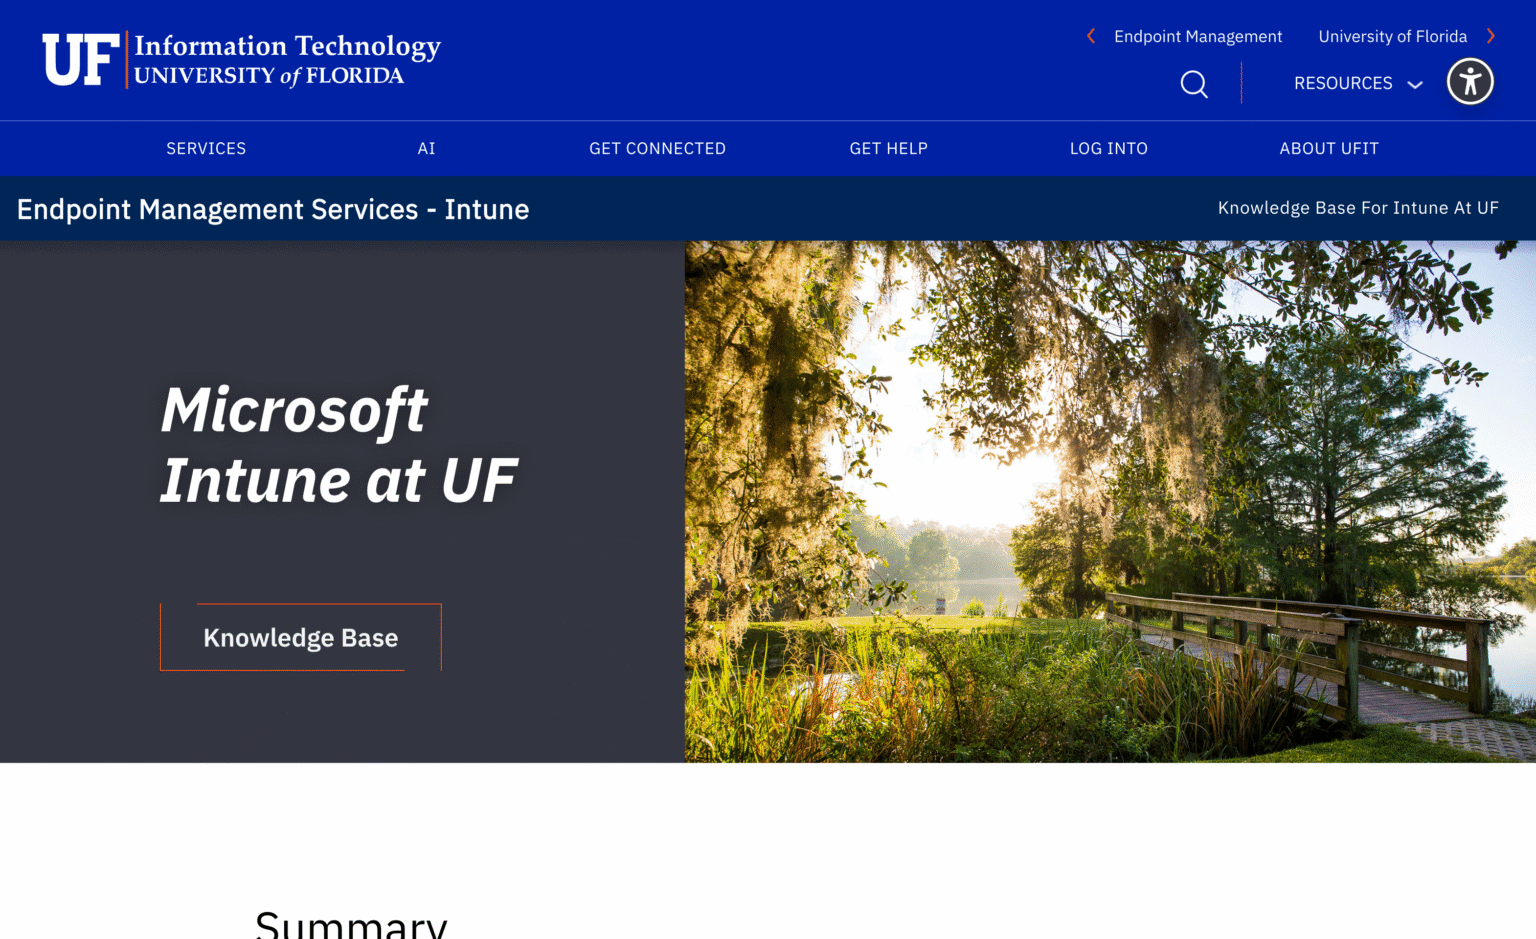 UF Information Technology
UNIVERSITY of FLORIDA
Endpoint Management University of Florida
RESOURCES
SERVICES AI GET CONNECTED GET HELP LOG INTO ABOUT UFIT
Endpoint Management Services - Intune
Knowledge Base For Intune At UF
Microsoft
Intune at UF
Knowledge Base
Summary